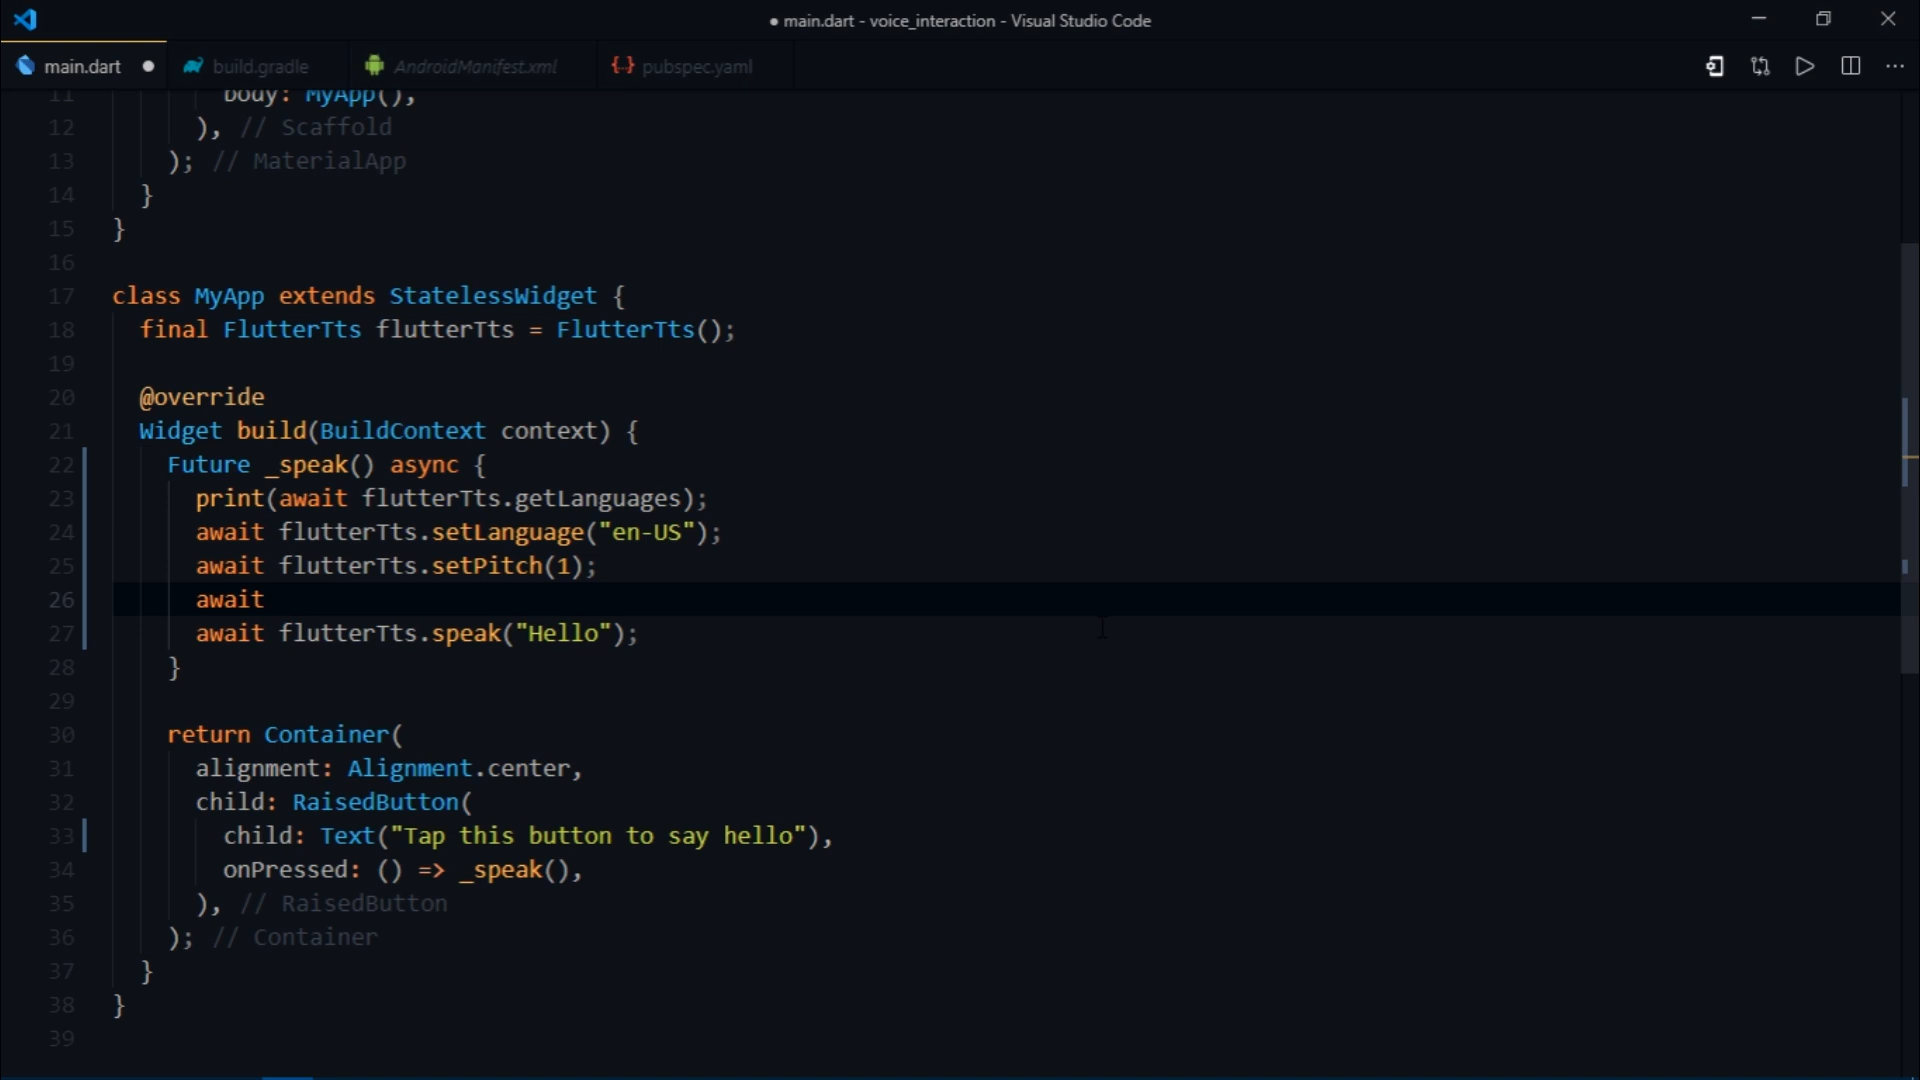 ● main.dart - voice_interaction - Visual Studio Code
main.dart ● build.gradle AndroidManifest.xml pubspec.yaml
11 body: MyApp(),
12 ), // Scaffold
13 ); // MaterialApp
14 }
15 }
16
17 class MyApp extends StatelessWidget {
18 final FlutterTts flutterTts = FlutterTts();
19
20 @override
21 Widget build(BuildContext context) {
22 Future _speak() async {
23 print(await flutterTts.getLanguages);
24 await flutterTts.setLanguage("en-US");
25 await flutterTts.setPitch(1);
26 await
27 await flutterTts.speak("Hello");
28 }
29
30 return Container(
31 alignment: Alignment.center,
32 child: RaisedButton(
33 child: Text("Tap this button to say hello"),
34 onPressed: () => _speak(),
35 ), // RaisedButton
36 ); // Container
37 }
38 }
39